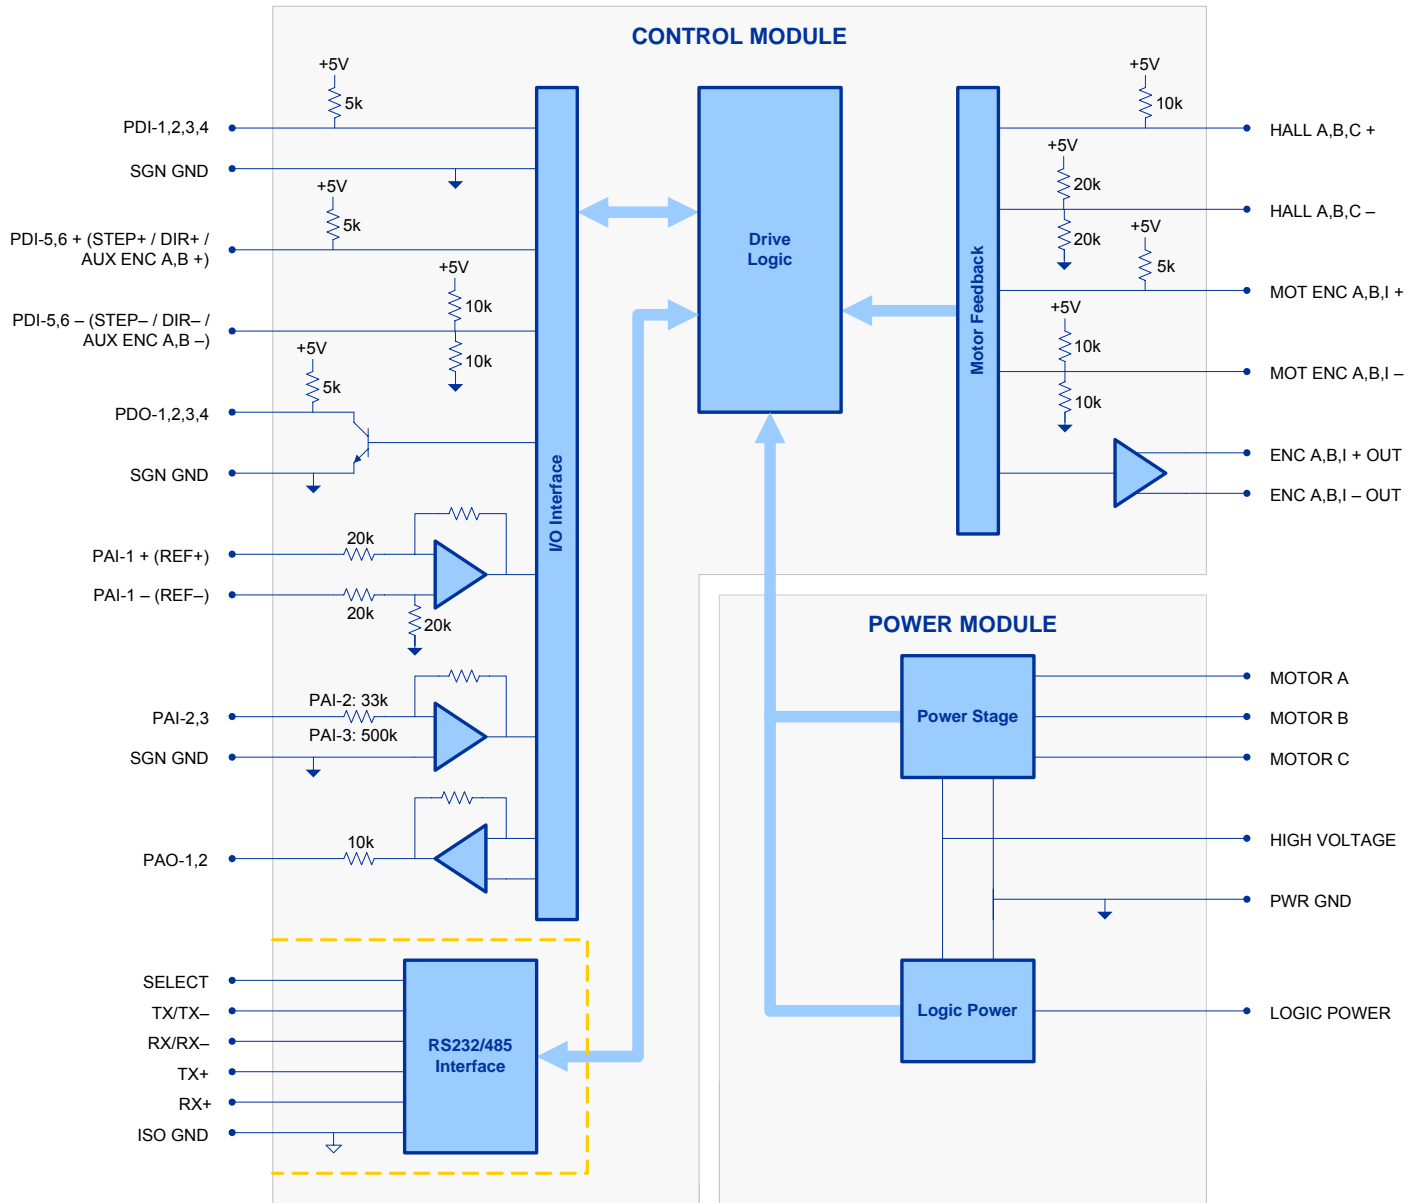 CONTROL MODULE
+5V
5k
PDI-1,2,3,4
SGN GND
+5V
5k
PDI-5,6 + (STEP+ / DIR+ /
AUX ENC A,B +)
+5V
10k
PDI-5,6 – (STEP– / DIR– /
AUX ENC A,B –)
10k
+5V
5k
PDO-1,2,3,4
SGN GND
20k
PAI-1 + (REF+)
PAI-1 – (REF–)
20k
20k
PAI-2: 33k
PAI-2,3
PAI-3: 500k
SGN GND
10k
PAO-1,2
I/O Interface
SELECT
TX/TX–
RX/RX–
TX+
RX+
ISO GND
RS232/485
Interface
Drive
Logic
Motor Feedback
+5V
10k
HALL A,B,C +
+5V
20k
HALL A,B,C –
20k
+5V
5k
MOT ENC A,B,I +
+5V
10k
MOT ENC A,B,I –
10k
ENC A,B,I + OUT
ENC A,B,I – OUT
POWER MODULE
Power Stage
MOTOR A
MOTOR B
MOTOR C
HIGH VOLTAGE
PWR GND
Logic Power
LOGIC POWER